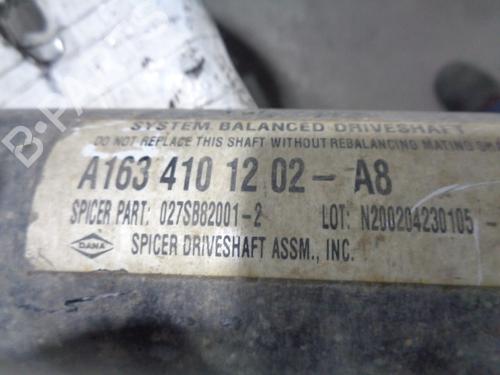 SYSTEM BALANCED DRIVESHAFT
DO NOT REPLACE THIS SHAFT WITHOUT REBALANCING MATING
A163 410 12 02-A8
SPICER PART: 027SB82001-2 LOT: N200204230105 -
DANA SPICER DRIVESHAFT ASSM., INC.